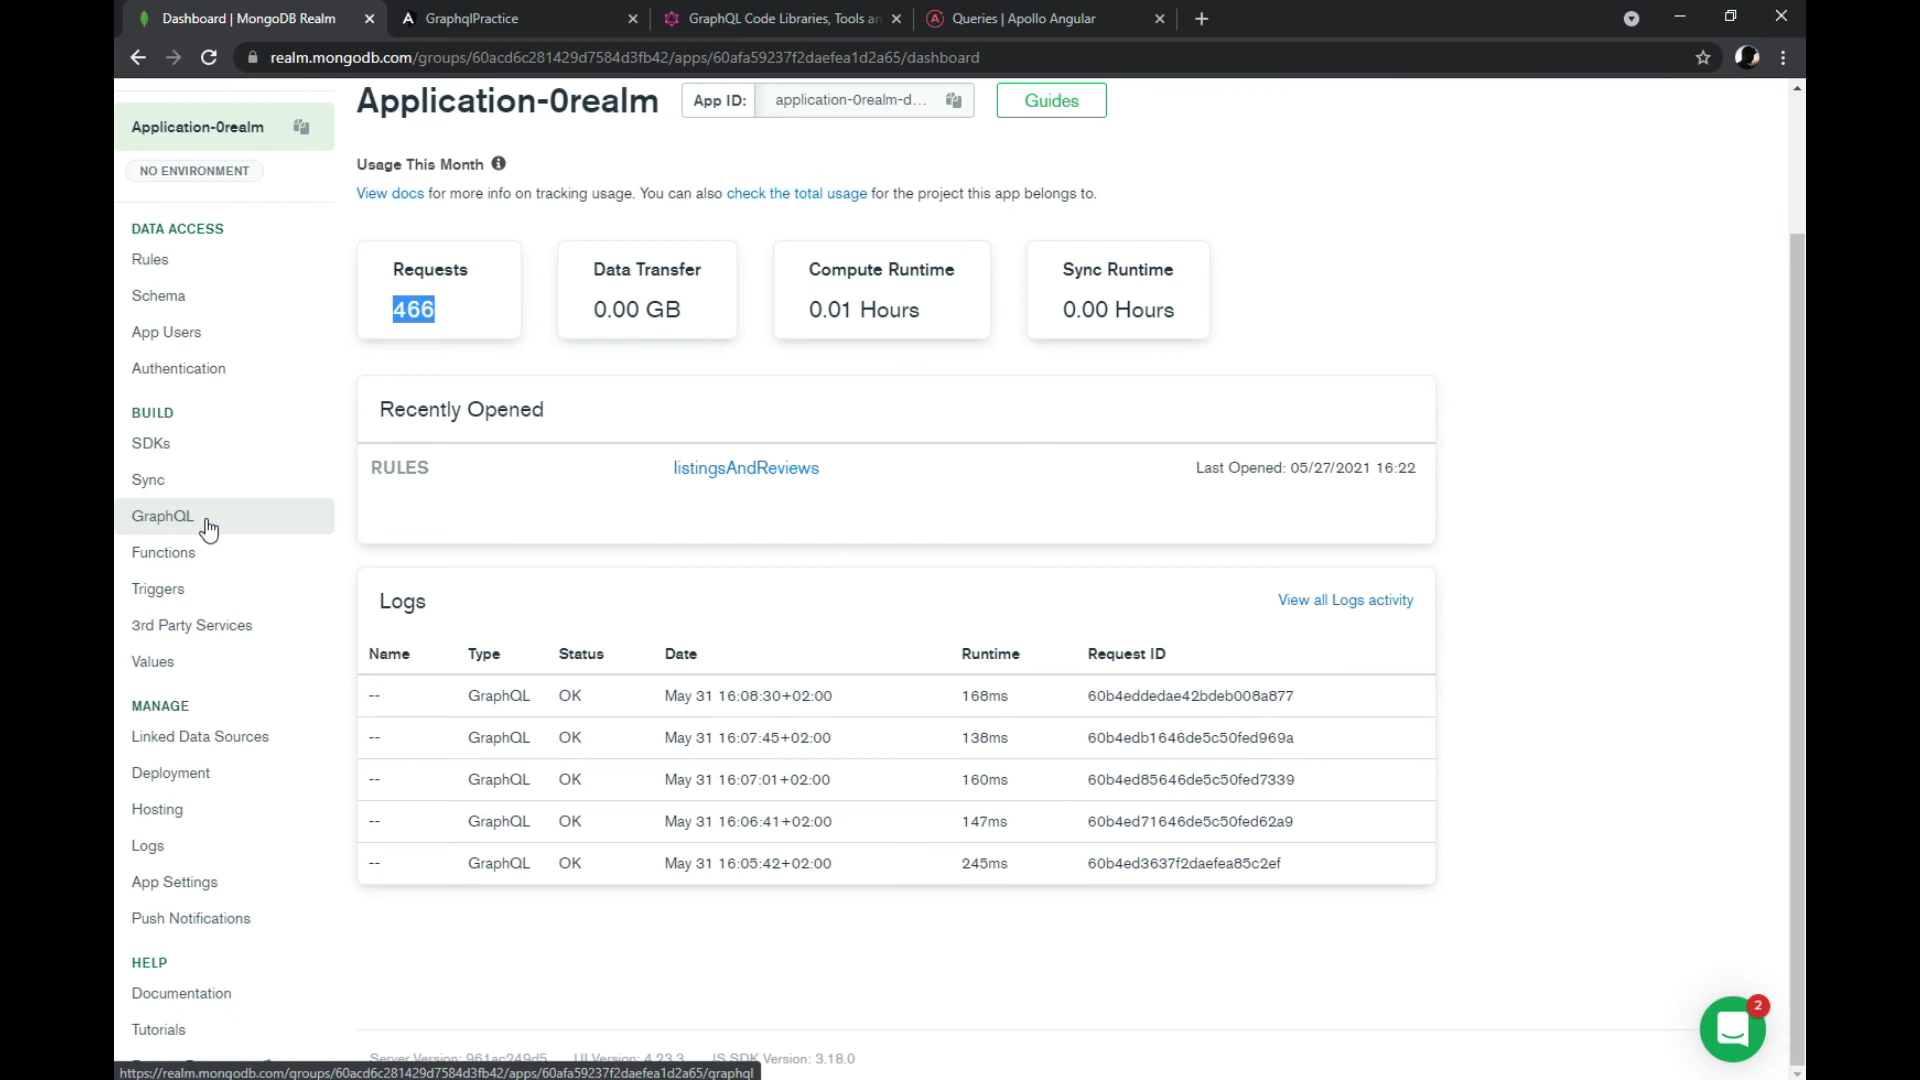 Dashboard | MongoDB Realm
GraphqlPractice
GraphQL Code Libraries, Tools an
Queries | Apollo Angular
realm.mongodb.com/groups/60acd6c281429d7584d3fb42/apps/60afa59237f2daefea1d2a65/dashboard
Application-0realm
NO ENVIRONMENT
DATA ACCESS
Rules
Schema
App Users
Authentication
BUILD
SDKs
Sync
GraphQL
Functions
Triggers
3rd Party Services
Values
MANAGE
Linked Data Sources
Deployment
Hosting
Logs
App Settings
Push Notifications
HELP
Documentation
Tutorials
Application-0realm
App ID: application-0realm-d...
Guides
Usage This Month
View docs for more info on tracking usage. You can also check the total usage for the project this app belongs to.
Requests
466
Data Transfer
0.00 GB
Compute Runtime
0.01 Hours
Sync Runtime
0.00 Hours
Recently Opened
RULES listingsAndReviews Last Opened: 05/27/2021 16:22
Logs
View all Logs activity
Name Type Status Date Runtime Request ID
-- GraphQL OK May 31 16:08:30+02:00 168ms 60b4eddedae42bdeb008a877
-- GraphQL OK May 31 16:07:45+02:00 138ms 60b4edb1646de5c50fed969a
-- GraphQL OK May 31 16:07:01+02:00 160ms 60b4ed85646de5c50fed7339
-- GraphQL OK May 31 16:06:41+02:00 147ms 60b4ed71646de5c50fed62a9
-- GraphQL OK May 31 16:05:42+02:00 245ms 60b4ed3637f2daefea85c2ef
2
Server Version: 961ac249d5 UI Version: 4.23.3 JS SDK Version: 3.18.0
https://realm.mongodb.com/groups/60acd6c281429d7584d3fb42/apps/60afa59237f2daefea1d2a65/graphql